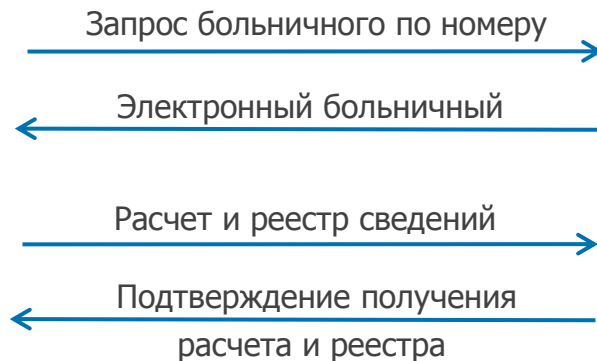 Запрос больничного по номеру
Электронный больничный
Расчет и реестр сведений
Подтверждение получения
расчета и реестра